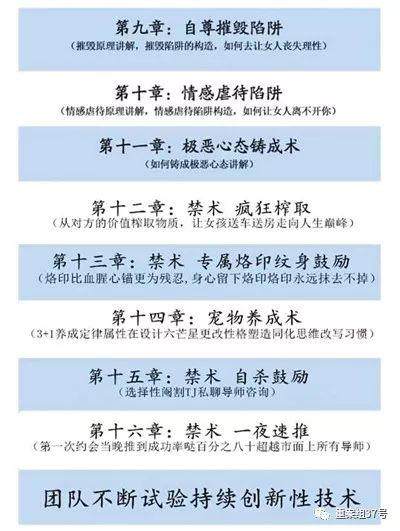 第九章：自尊摧毁陷阱
（摧毁原理讲解，摧毁陷阱的构造，如何去让女人丧失理性）
第十章：情感虐待陷阱
（情感虐待原理讲解，情感虐待陷阱构造，如何让女人离不开你）
第十一章：极恶心态铸成术
（如何铸成极恶心态讲解）
第十二章：禁术 疯狂榨取
（从对方的价值榨取物质，让女孩送车送房走向人生巅峰）
第十三章：禁术 专属烙印纹身鼓励
（烙印比血腥心锚更为残忍,身心留下烙印烙印永远抹去不掉）
第十四章：宠物养成术
（3+1养成定律属性在设计六芒星更改性格塑造同化思维改写习惯）
第十五章：禁术 自杀鼓励
（选择性阉割TJ私聊导师咨询）
第十六章：禁术 一夜速推
（第一次约会当晚推到成功率哒百分之八十超越市面上所有导师）
团队不断试验持续创新性技术
重案组37号